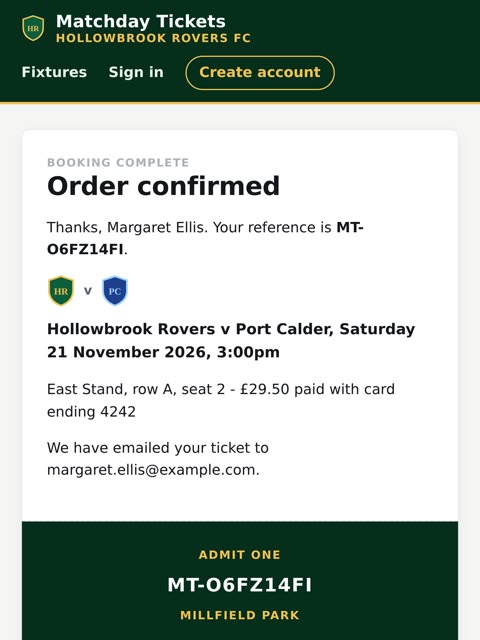 HR
Matchday Tickets
HOLLOWBROOK ROVERS FC
Fixtures Sign in Create account
BOOKING COMPLETE
Order confirmed
Thanks, Margaret Ellis. Your reference is MT-
O6FZ14FI.
HR v PC
Hollowbrook Rovers v Port Calder, Saturday
21 November 2026, 3:00pm
East Stand, row A, seat 2 - £29.50 paid with card
ending 4242
We have emailed your ticket to
margaret.ellis@example.com.
ADMIT ONE
MT-O6FZ14FI
MILLFIELD PARK